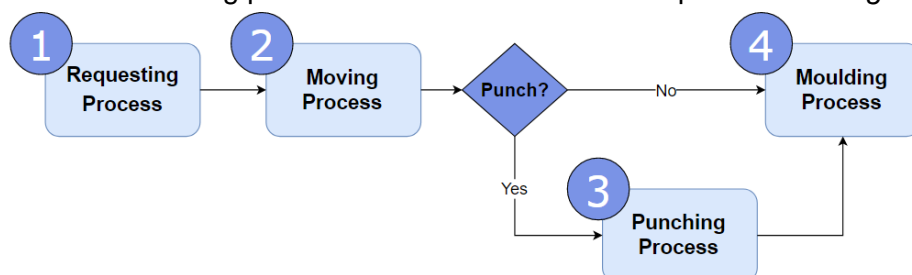 1
Requesting
Process
2
Moving
Process
Punch?
No
4
Moulding
Process
Yes
3
Punching
Process